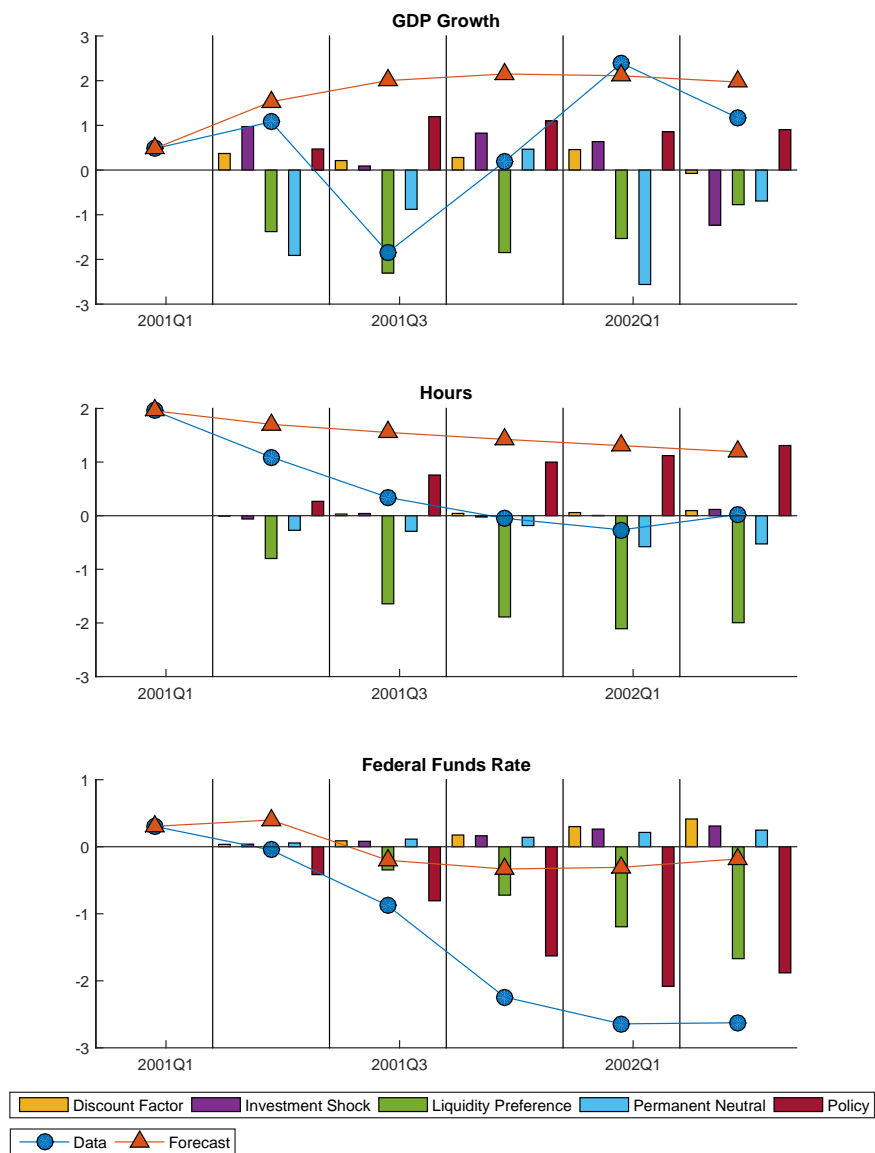 GDP Growth
3
2
1
0
-1
-2
-3
2001Q1 2001Q3 2002Q1
Hours
2
1
0
-1
-2
-3
2001Q1 2001Q3 2002Q1
Federal Funds Rate
1
0
-1
-2
-3
2001Q1 2001Q3 2002Q1
Discount Factor Investment Shock Liquidity Preference Permanent Neutral Policy
Data Forecast